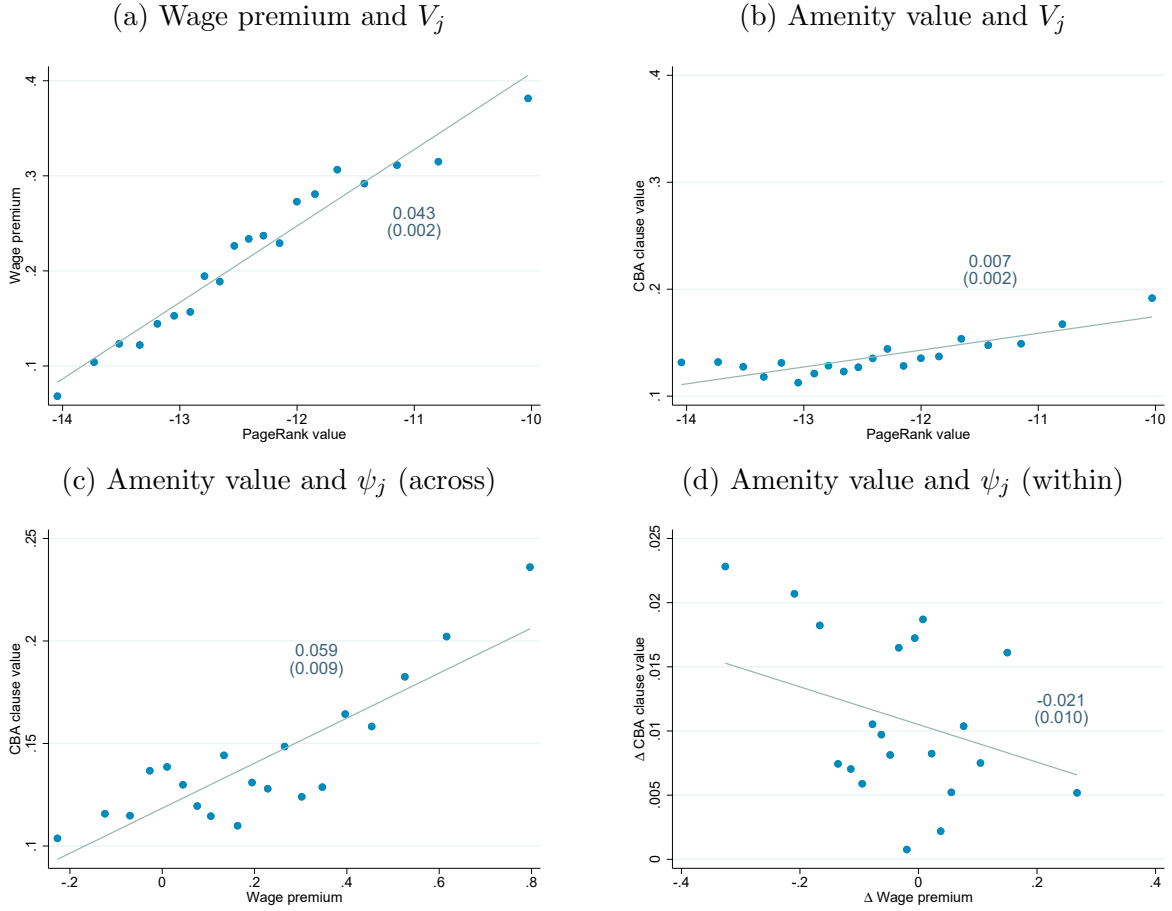 (a) Wage premium and V_j
Wage premium
.4
.3
.2
.1
0.043
(0.002)
-14 -13 -12 -11 -10
PageRank value
(b) Amenity value and V_j
CBA clause value
.4
.3
.2
.1
0.007
(0.002)
-14 -13 -12 -11 -10
PageRank value
(c) Amenity value and ψ_j (across)
CBA clause value
.25
.2
.15
.1
0.059
(0.009)
-.2 0 .2 .4 .6 .8
Wage premium
(d) Amenity value and ψ_j (within)
Δ CBA clause value
.025
.02
.015
.01
.005
0
-0.021
(0.010)
-.4 -.2 0 .2 .4
Δ Wage premium